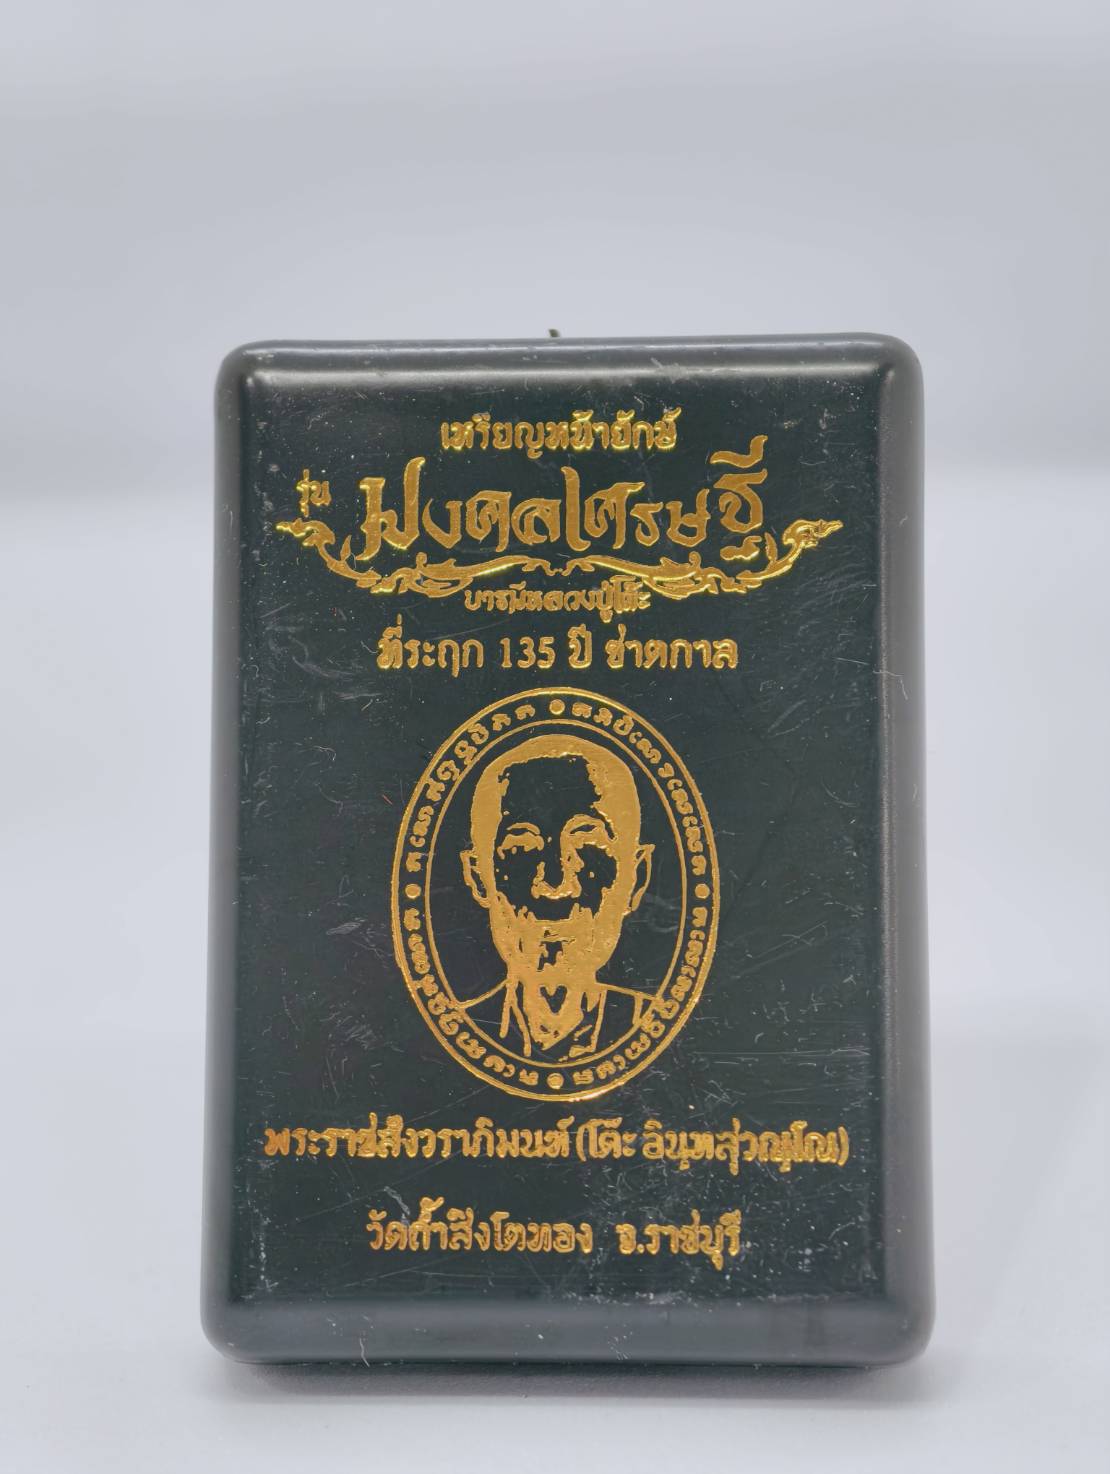 เหรียญหน้ายักษ์
รุ่น มงคลเศรษฐี
บารมีหลวงปู่โต๊ะ
ที่ระฤก 135 ปี ชาตกาล
พระราชสังวราภิมนฑ์ (โต๊ะ อินฺทสุวณฺโณ)
วัดถ้ำสิงโตทอง จ.ราชบุรี